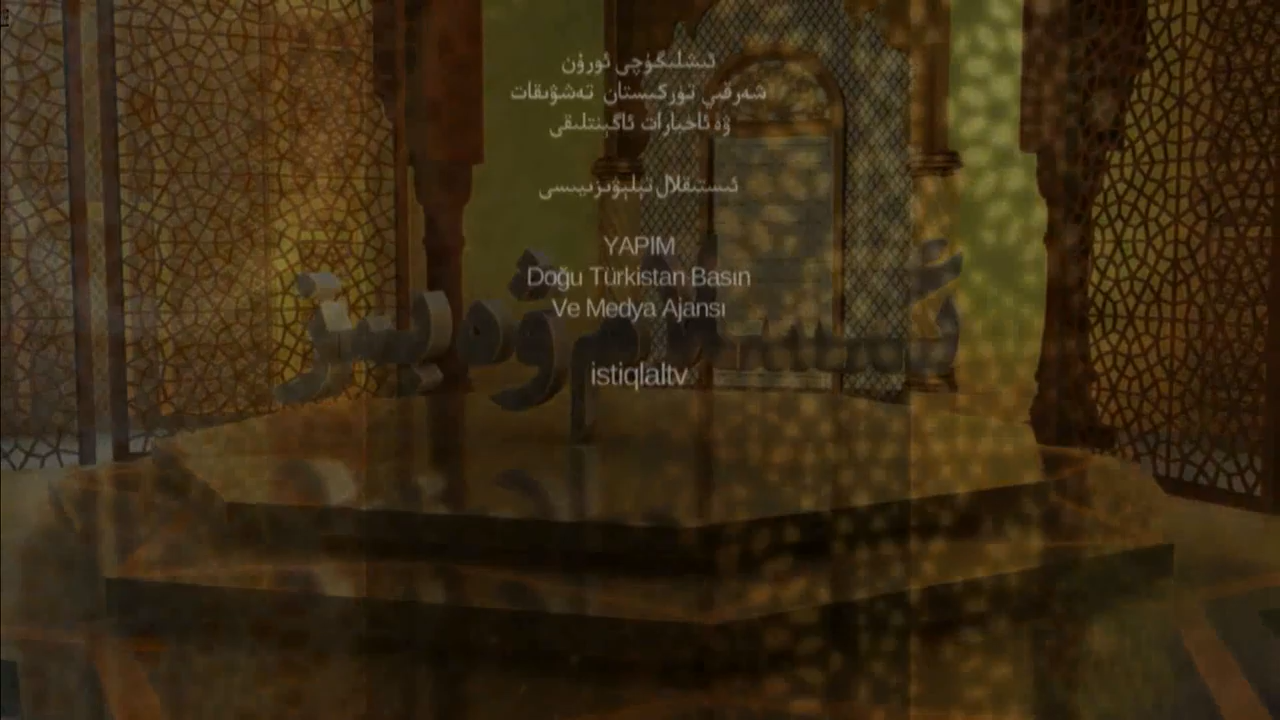 ئىشلىگۈچى ئورۇن
شەرقىي تۈركىستان تەشۋىقات
ۋە ئاخبارات ئاگېنتلىقى
ئىستىقلال تېلېۋىزىيىسى
YAPIM
Doğu Türkistan Basın
Ve Medya Ajansı
istiqlaltv